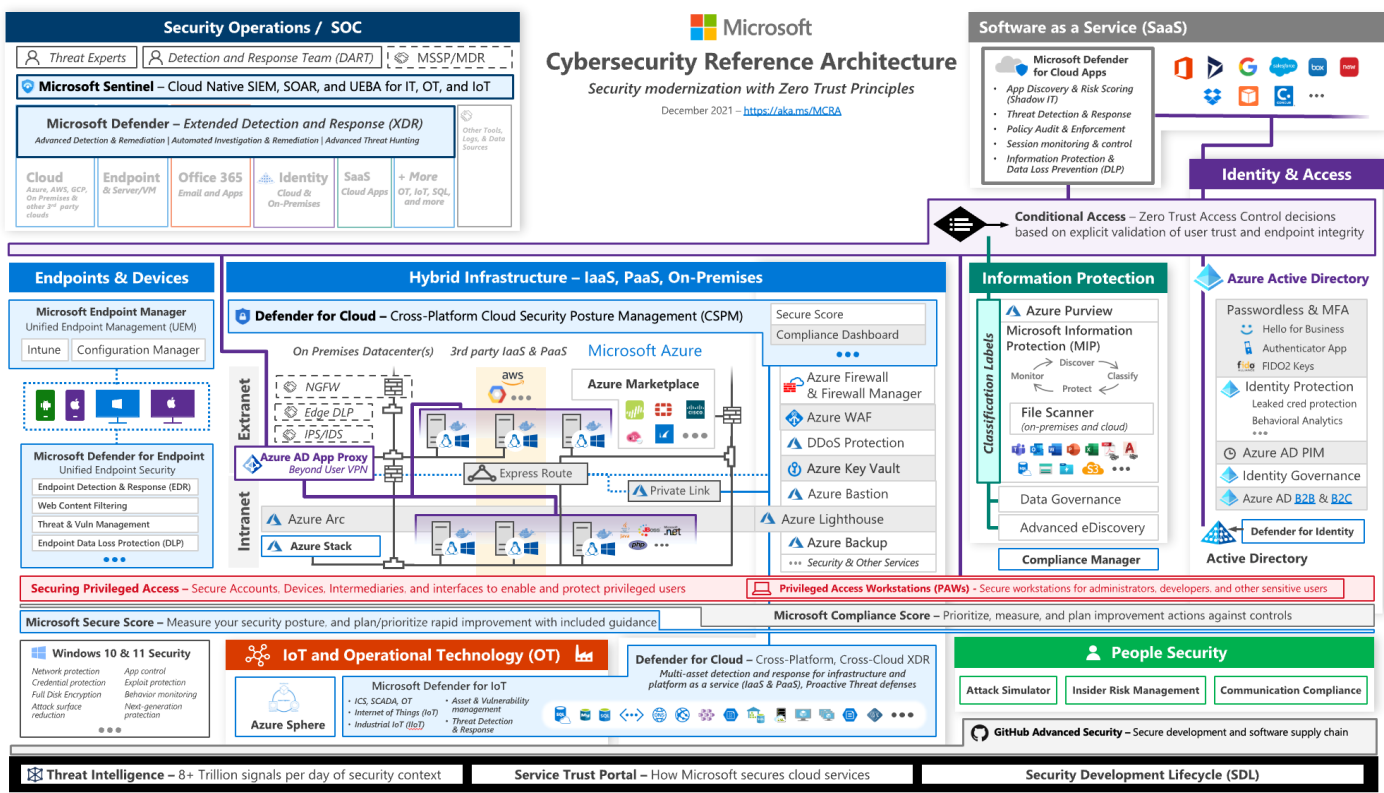 Security Operations / SOC
Threat Experts
Detection and Response Team (DART)
MSSP/MDR
Microsoft Sentinel – Cloud Native SIEM, SOAR, and UEBA for IT, OT, and IoT
Microsoft Defender – Extended Detection and Response (XDR)
Advanced Detection & Remediation | Automated Investigation & Remediation | Advanced Threat Hunting
Other Tools,
Logs, & Data
Sources
Cloud
Azure, AWS, GCP,
On Premises &
other 3rd party
clouds
Endpoint
& Server/VM
Office 365
Email and Apps
Identity
Cloud &
On-Premises
SaaS
Cloud Apps
+ More
OT, IoT, SQL,
and more
Microsoft
Cybersecurity Reference Architecture
Security modernization with Zero Trust Principles
December 2021 – https://aka.ms/MCRA
Software as a Service (SaaS)
Microsoft Defender
for Cloud Apps
• App Discovery & Risk Scoring
(Shadow IT)
• Threat Detection & Response
• Policy Audit & Enforcement
• Session monitoring & control
• Information Protection &
Data Loss Prevention (DLP)
salesforce
box
new
Identity & Access
Conditional Access – Zero Trust Access Control decisions
based on explicit validation of user trust and endpoint integrity
Endpoints & Devices
Microsoft Endpoint Manager
Unified Endpoint Management (UEM)
Intune
Configuration Manager
Microsoft Defender for Endpoint
Unified Endpoint Security
Endpoint Detection & Response (EDR)
Web Content Filtering
Threat & Vuln Management
Endpoint Data Loss Protection (DLP)
Hybrid Infrastructure – IaaS, PaaS, On-Premises
Defender for Cloud – Cross-Platform Cloud Security Posture Management (CSPM)
Secure Score
Compliance Dashboard
On Premises Datacenter(s)
3rd party IaaS & PaaS
Microsoft Azure
Extranet
Intranet
NGFW
Edge DLP
IPS/IDS
aws
Azure Marketplace
CISCO
Azure AD App Proxy
Beyond User VPN
Express Route
Private Link
Azure Arc
Azure Stack
php
.net
Azure Firewall
& Firewall Manager
Azure WAF
DDoS Protection
Azure Key Vault
Azure Bastion
Azure Lighthouse
Azure Backup
Security & Other Services
Information Protection
Classification Labels
Azure Purview
Microsoft Information
Protection (MIP)
Discover
Monitor
Classify
Protect
File Scanner
(on-premises and cloud)
Data Governance
Advanced eDiscovery
Compliance Manager
Azure Active Directory
Passwordless & MFA
Hello for Business
Authenticator App
fido
FIDO2 Keys
Identity Protection
Leaked cred protection
Behavioral Analytics
Azure AD PIM
Identity Governance
Azure AD B2B & B2C
Defender for Identity
Active Directory
Securing Privileged Access – Secure Accounts, Devices, Intermediaries, and interfaces to enable and protect privileged users
Privileged Access Workstations (PAWs) - Secure workstations for administrators, developers, and other sensitive users
Microsoft Secure Score – Measure your security posture, and plan/prioritize rapid improvement with included guidance
Microsoft Compliance Score – Prioritize, measure, and plan improvement actions against controls
Windows 10 & 11 Security
Network protection
Credential protection
Full Disk Encryption
Attack surface
reduction
App control
Exploit protection
Behavior monitoring
Next-generation
protection
IoT and Operational Technology (OT)
Azure Sphere
Microsoft Defender for IoT
• ICS, SCADA, OT
• Internet of Things (IoT)
• Industrial IoT (IIoT)
• Asset & Vulnerability
management
• Threat Detection
& Response
Defender for Cloud – Cross-Platform, Cross-Cloud XDR
Multi-asset detection and response for infrastructure and
platform as a service (IaaS & PaaS), Proactive Threat defenses
People Security
Attack Simulator
Insider Risk Management
Communication Compliance
GitHub Advanced Security – Secure development and software supply chain
Threat Intelligence – 8+ Trillion signals per day of security context
Service Trust Portal – How Microsoft secures cloud services
Security Development Lifecycle (SDL)